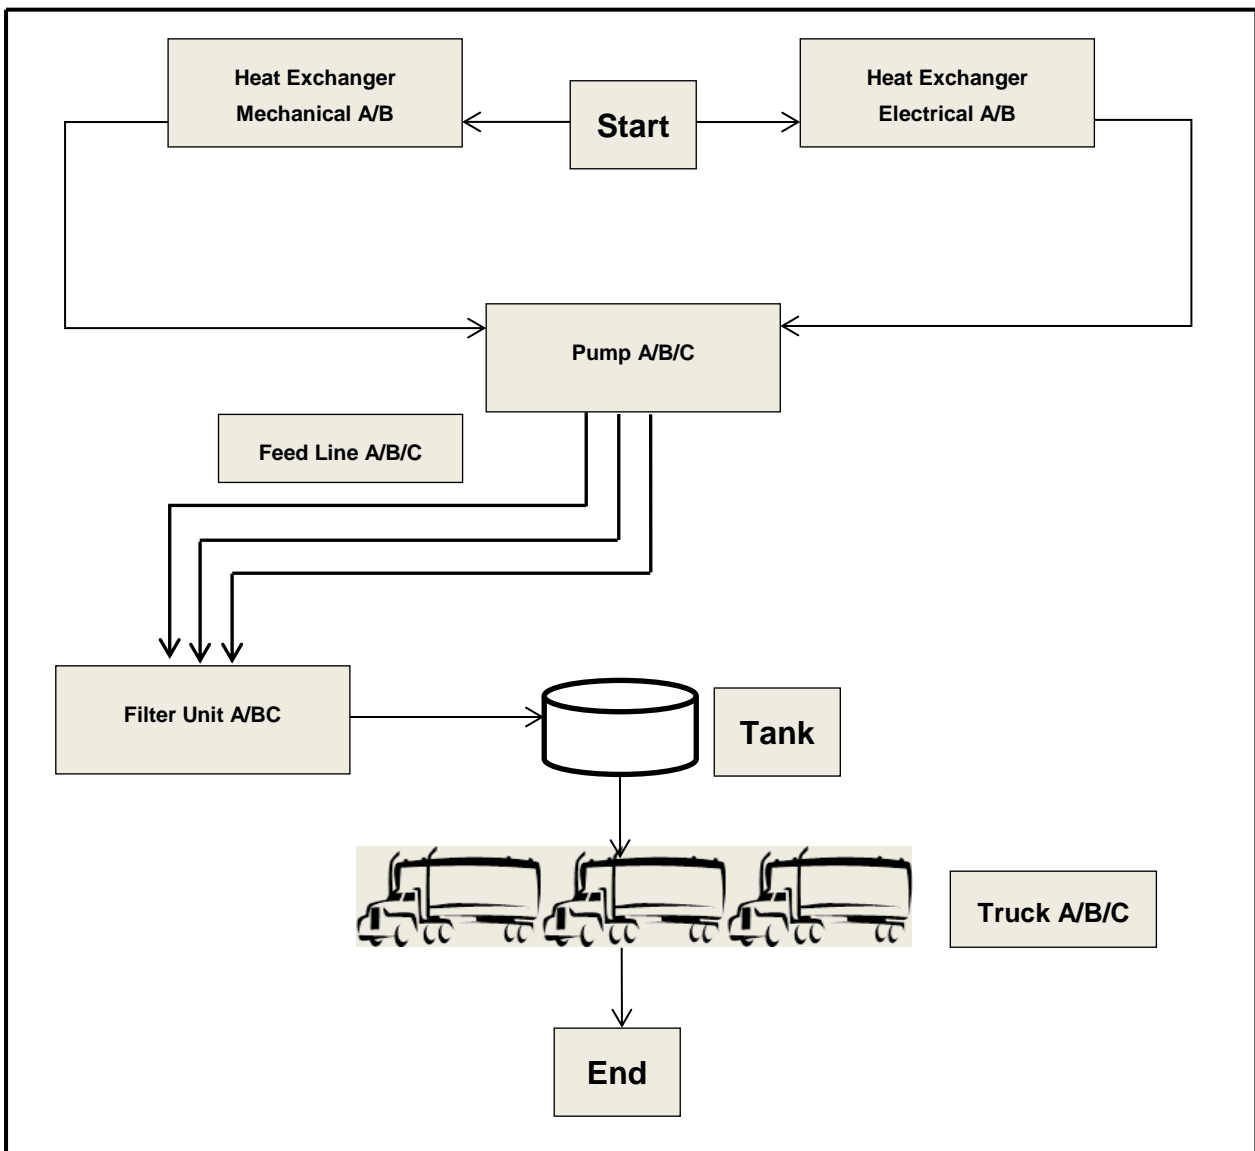 Heat Exchanger
Mechanical A/B
Start
Heat Exchanger
Electrical A/B
Pump A/B/C
Feed Line A/B/C
Filter Unit A/BC
Tank
Truck A/B/C
End